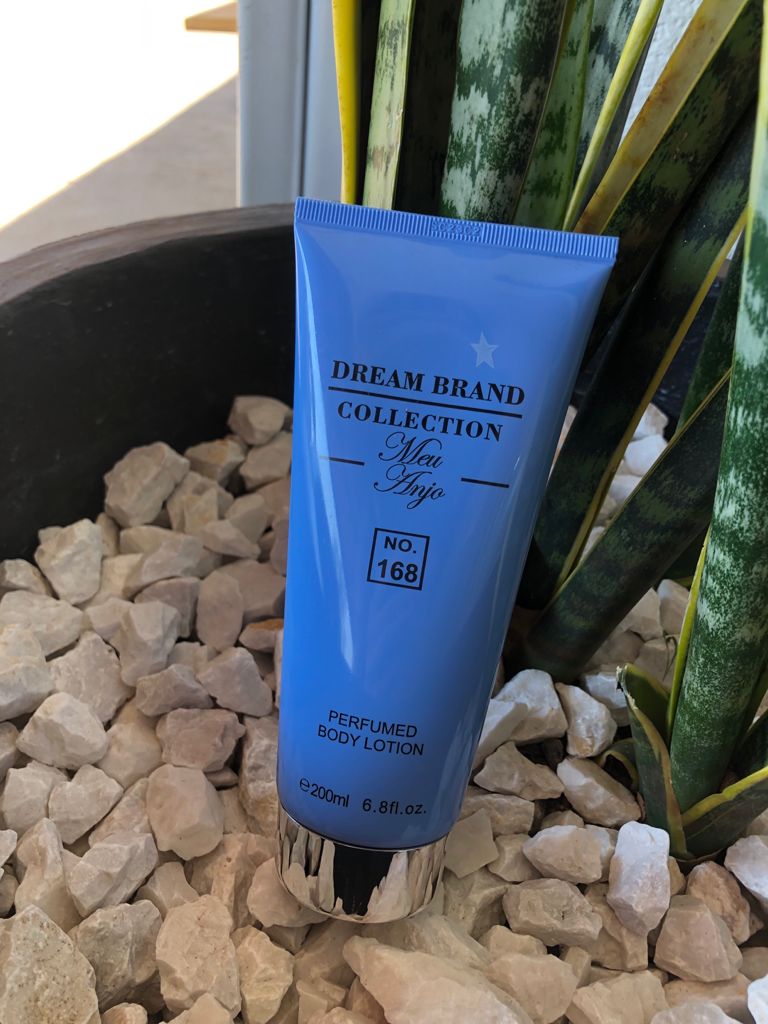 DREAM BRAND
COLLECTION
Meu
Anjo
NO.
168
PERFUMED
BODY LOTION
℮200ml 6.8fl.oz.